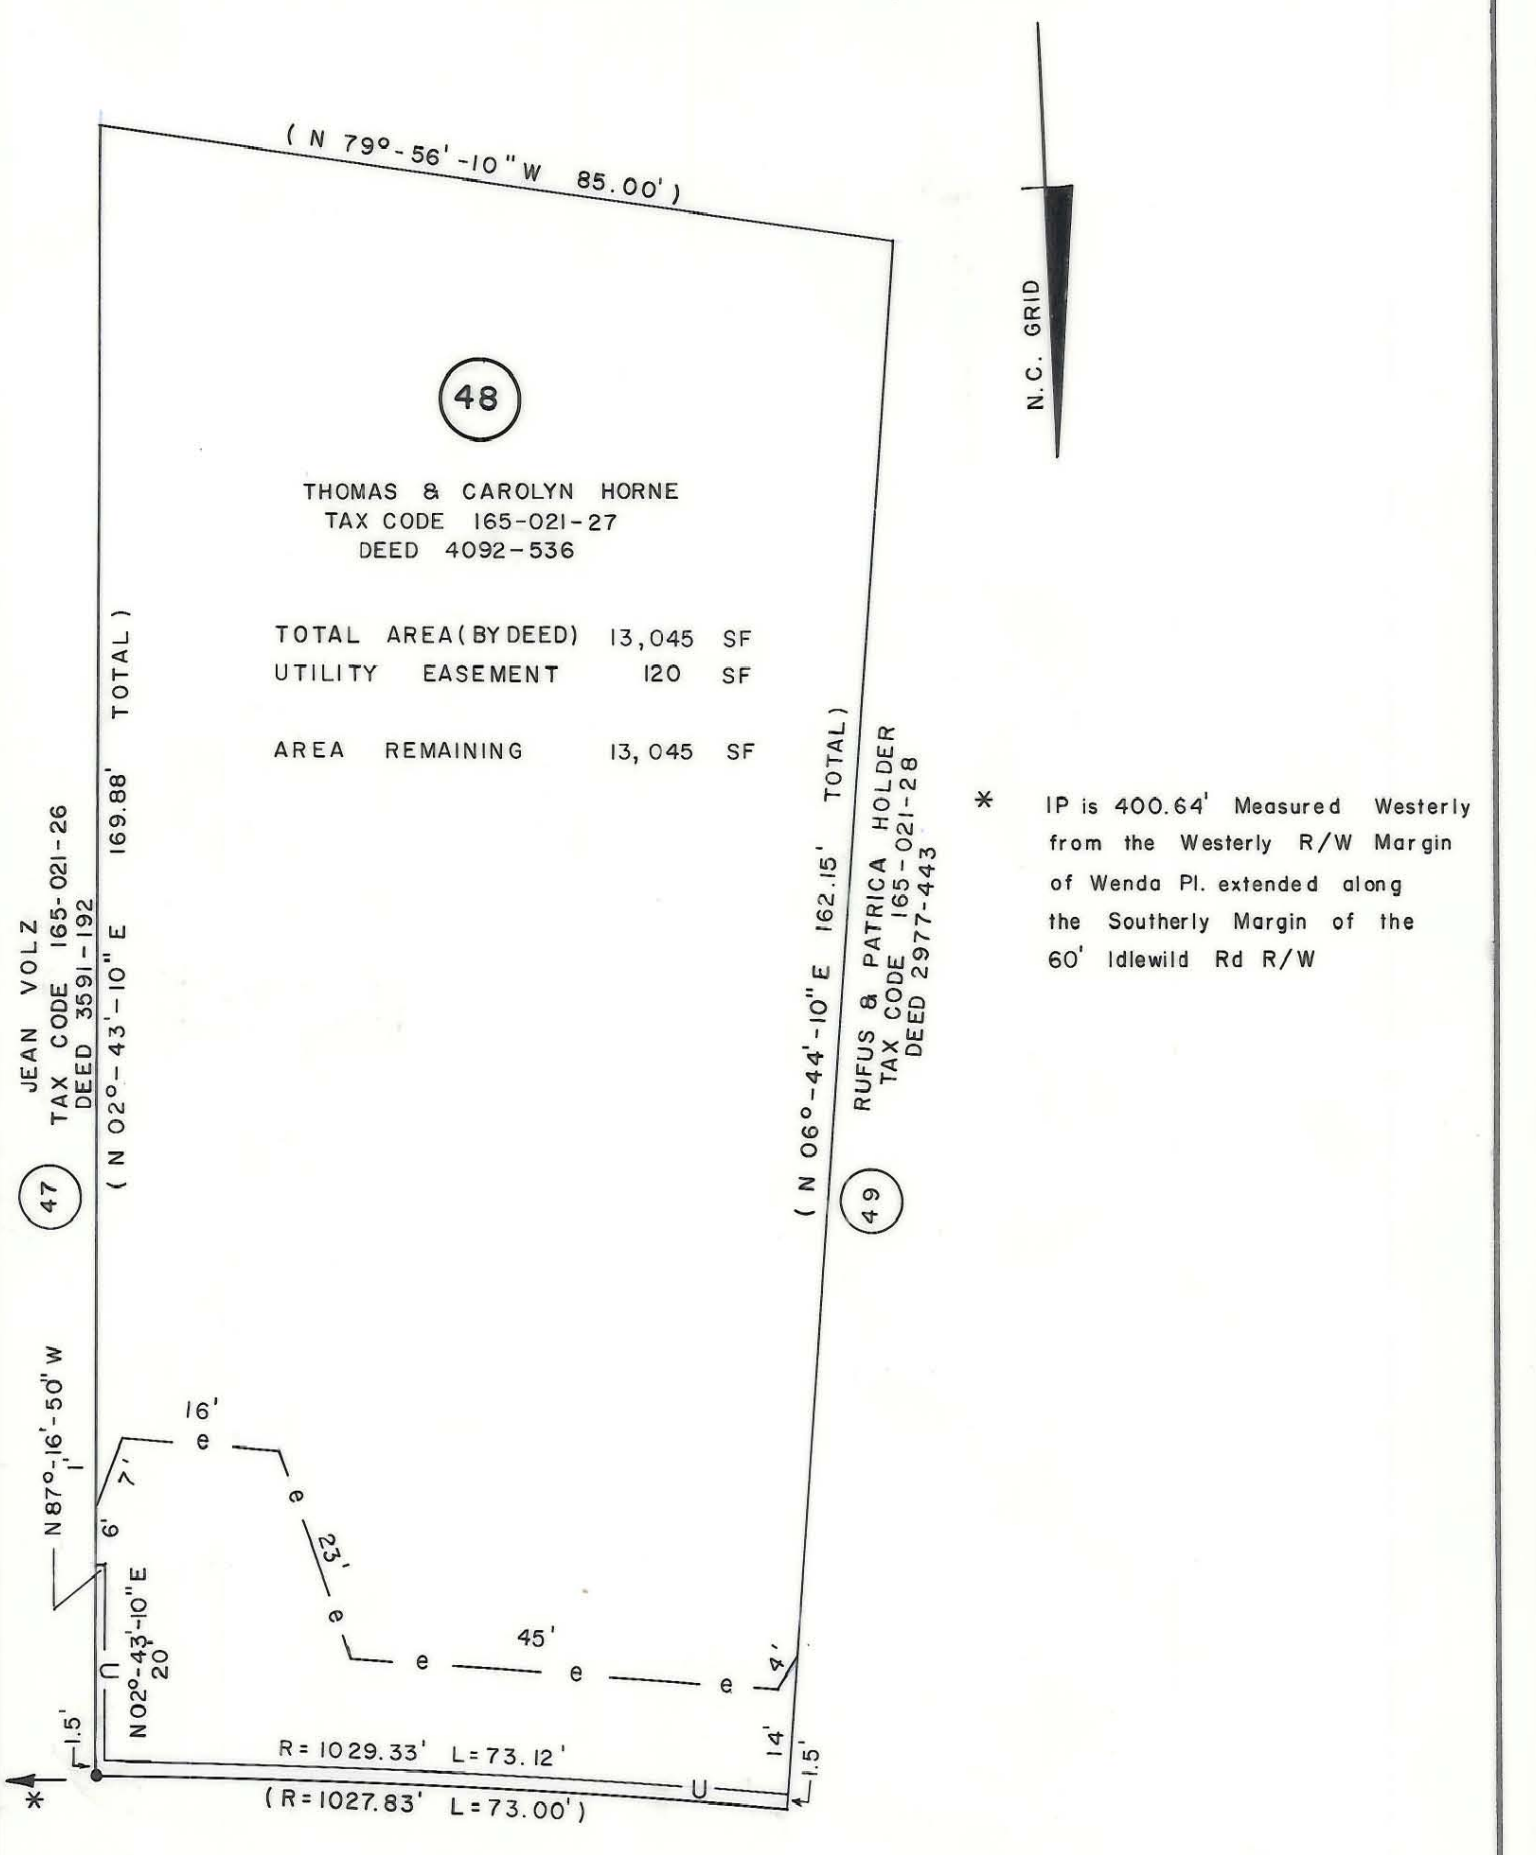 ( N 79°-56'-10" W 85.00' )
N.C. GRID
48
THOMAS & CAROLYN HORNE
TAX CODE 165-021-27
DEED 4092-536
TOTAL AREA (BY DEED) 13,045 SF
UTILITY EASEMENT 120 SF
AREA REMAINING 13,045 SF
JEAN VOLZ
TAX CODE 165-021-26
DEED 3591-192
( N 02°-43'-10" E 169.88' TOTAL )
47
( N 06°-44'-10" E 162.15' TOTAL )
RUFUS & PATRICA HOLDER
TAX CODE 165-021-28
DEED 2977-443
49
* IP is 400.64' Measured Westerly
from the Westerly R/W Margin
of Wenda Pl. extended along
the Southerly Margin of the
60' Idlewild Rd R/W
N 87°-16'-50" W
1'
16'
e
7'
6'
e
23'
e
N 02°-43'-10" E
20'
U
45'
e e e
4'
14'
1.5'
1.5'
R = 1029.33' L = 73.12'
U
( R = 1027.83' L = 73.00' )
*